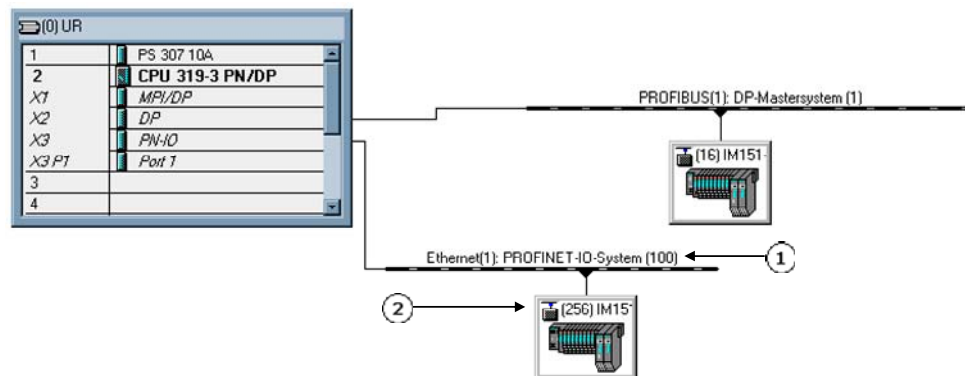 (0) UR
1 PS 307 10A
2 CPU 319-3 PN/DP
X1 MPI/DP
X2 DP
X3 PN-IO
X3 P1 Port 1
3
4
PROFIBUS(1): DP-Mastersystem (1)
(16) IM151-
Ethernet(1): PROFINET-IO-System (100)
1
2
(256) IM15